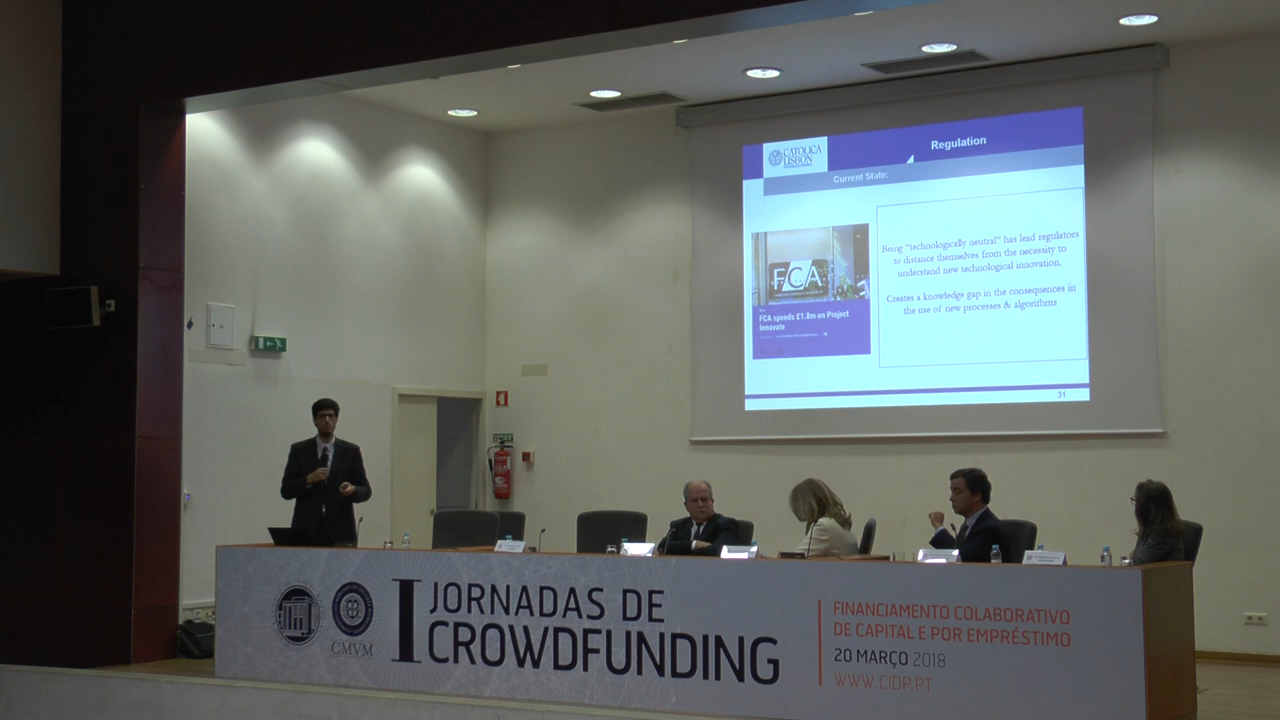 CATOLICA
LISBON
Regulation
Current State:
Being "technologically neutral" has lead regulators
to distance themselves from the necessity to
understand new technological innovation.
Creates a knowledge gap in the consequences in
the use of new processes & algorithms
FCA
FCA spends £1.8m on Project
Innovate
31
CMVM
I JORNADAS DE
CROWDFUNDING
FINANCIAMENTO COLABORATIVO
DE CAPITAL E POR EMPRÉSTIMO
20 MARÇO 2018
WWW.CIDP.PT